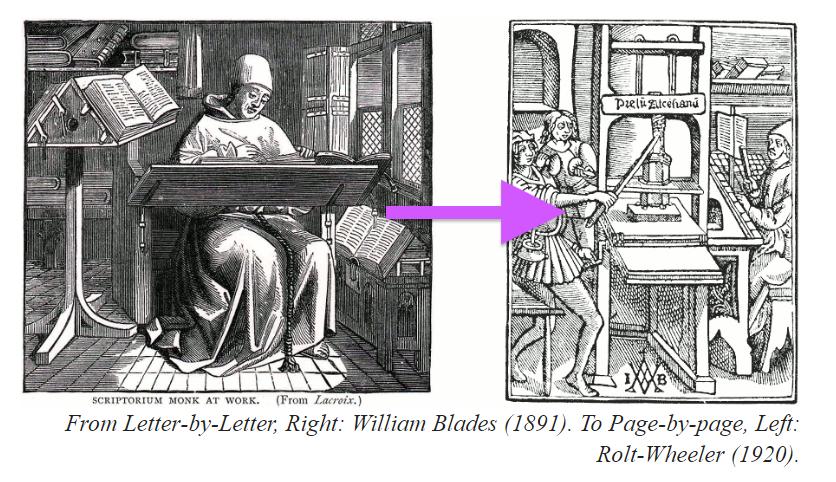 Prelū Aſcēſianū
I B
SCRIPTORIUM MONK AT WORK. (From Lacroix.)
From Letter-by-Letter, Right: William Blades (1891). To Page-by-page, Left:
Rolt-Wheeler (1920).